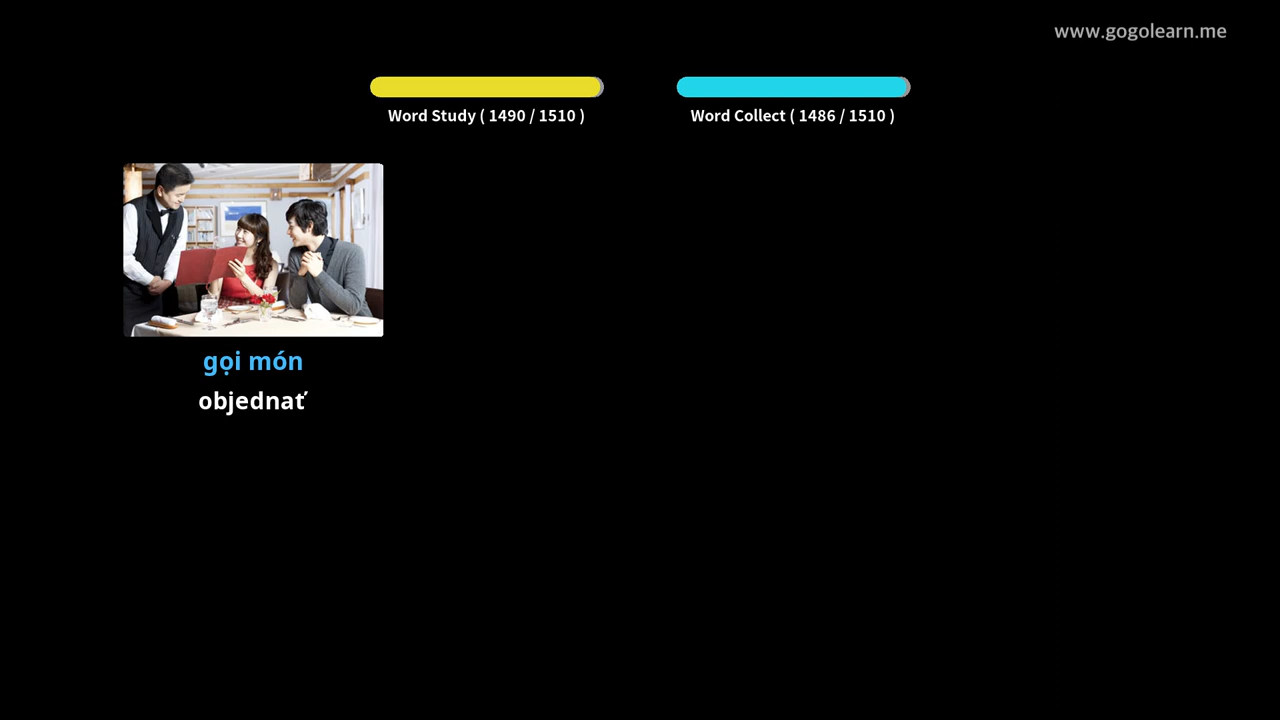 www.gogolearn.me
Word Study ( 1490 / 1510 )
Word Collect ( 1486 / 1510 )
gọi món
objednať